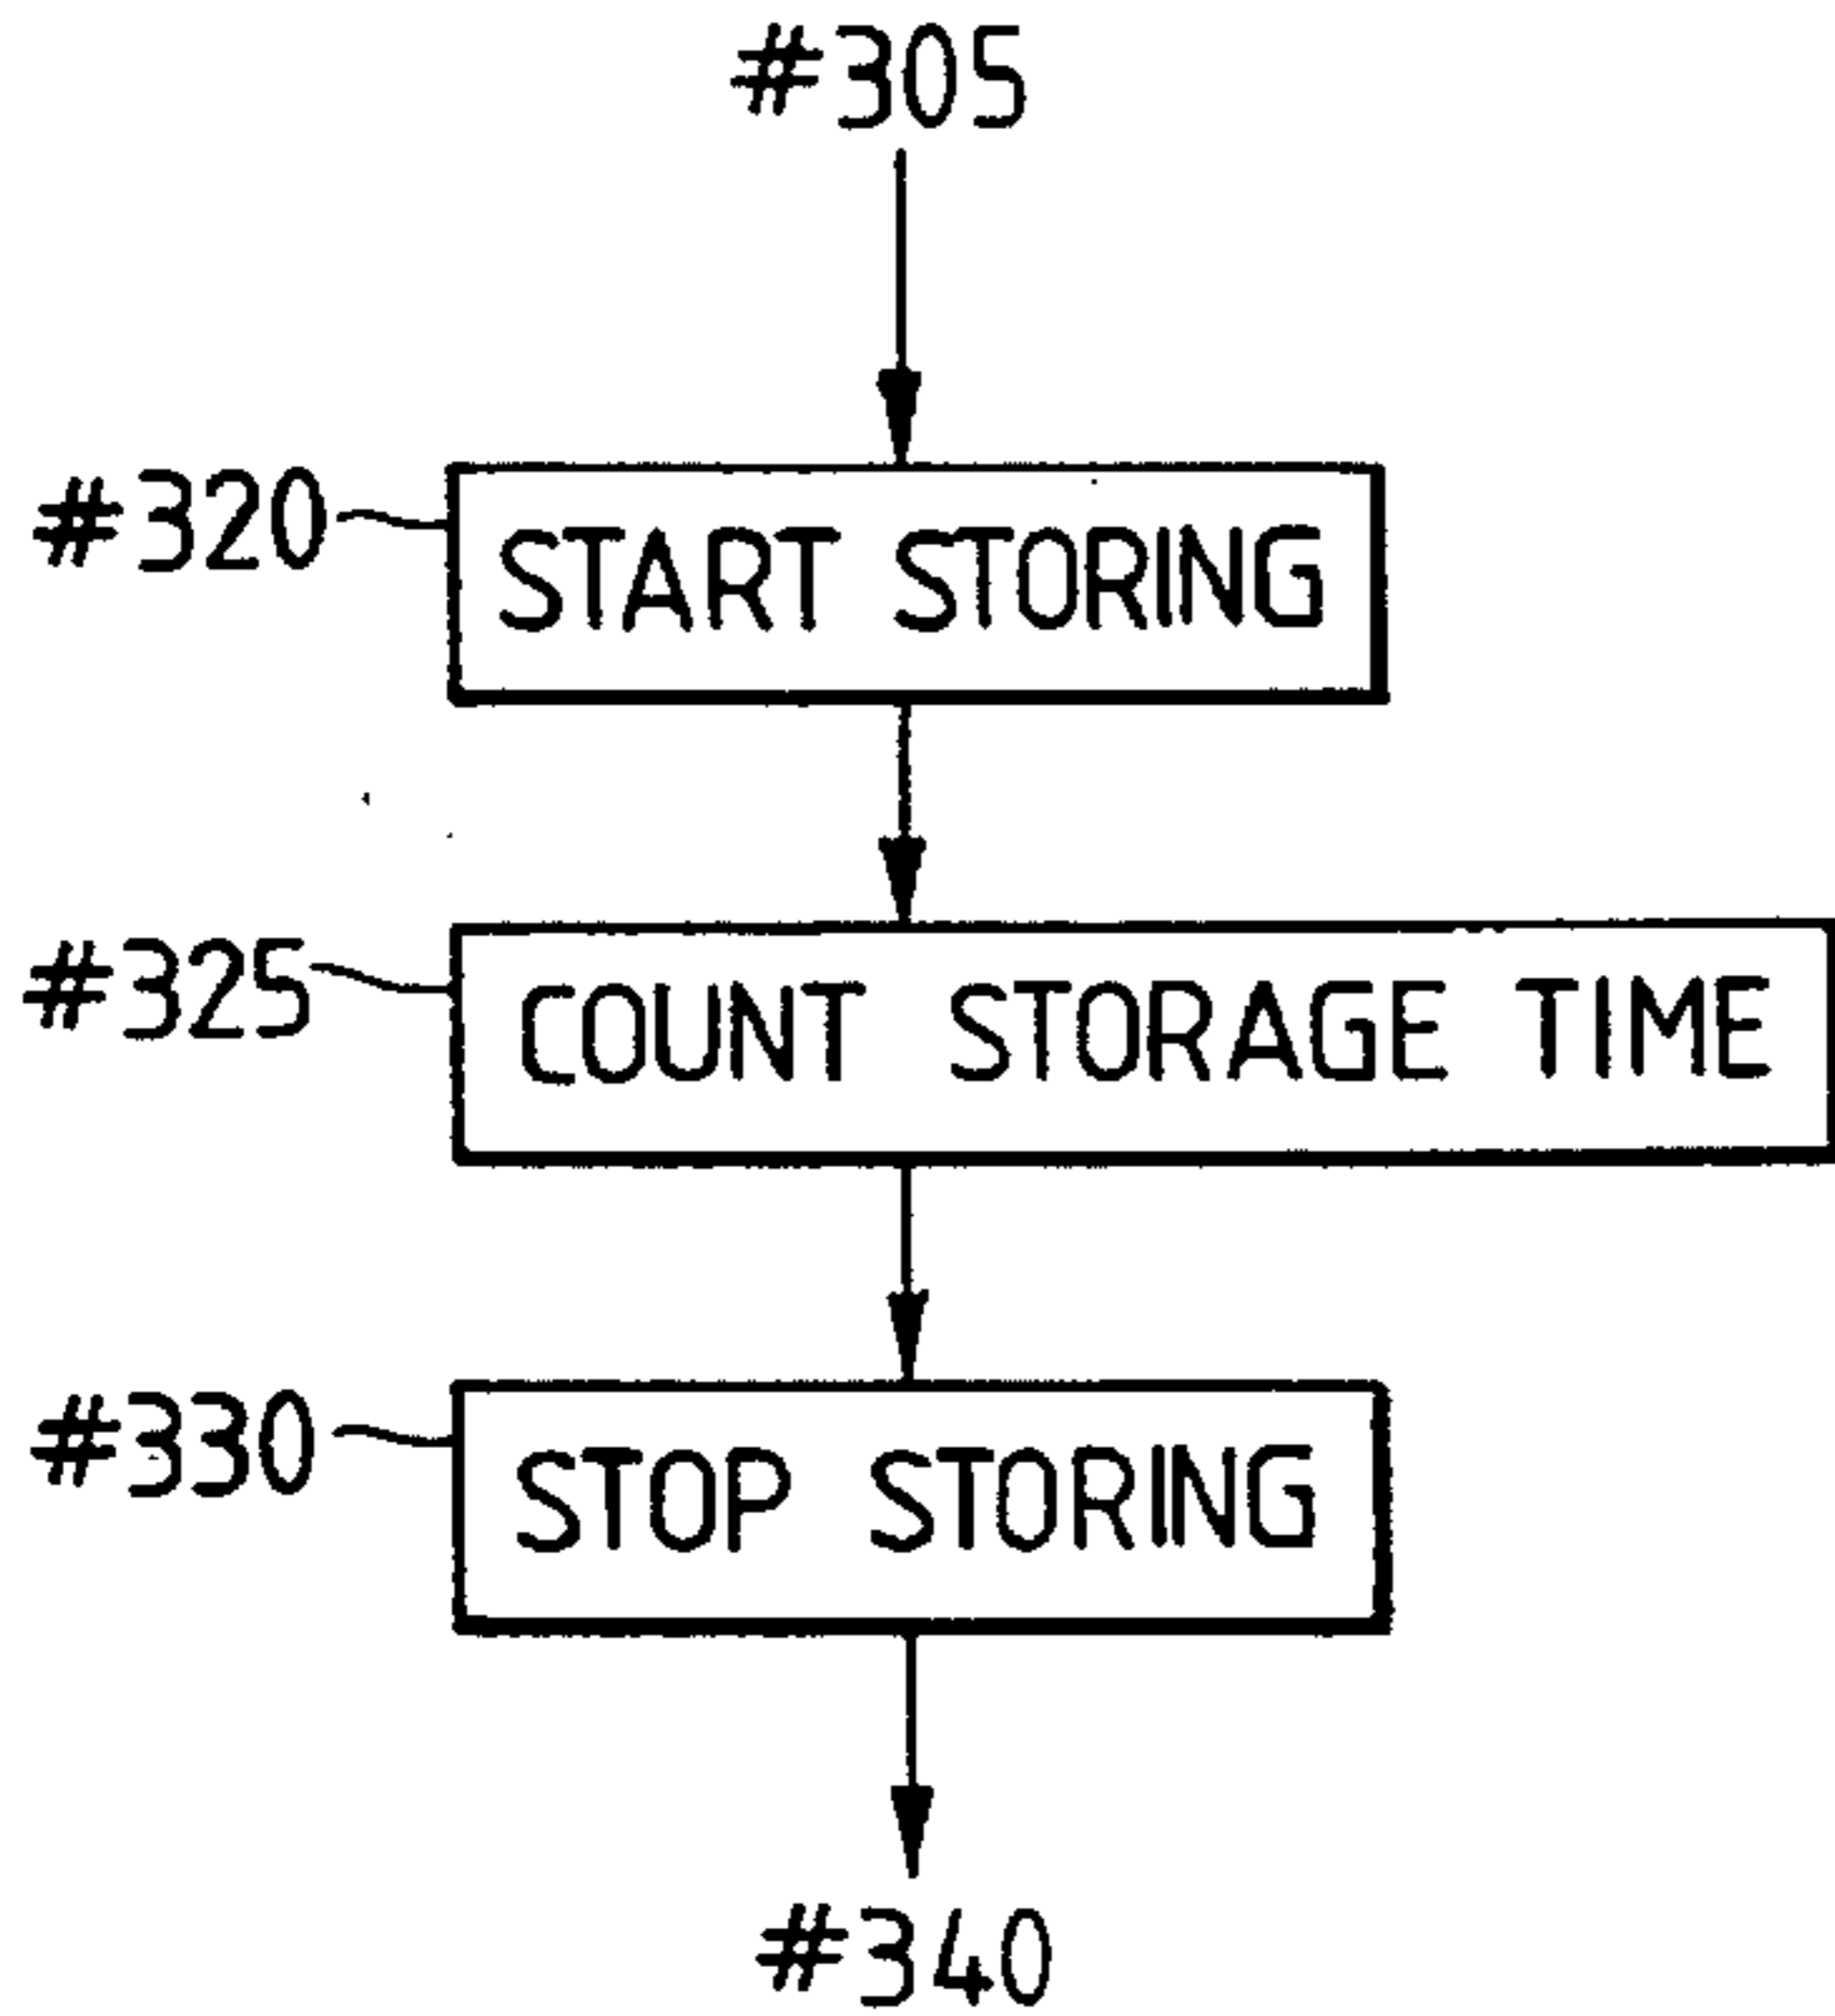 #305
#320
START STORING
#325
COUNT STORAGE TIME
#330
STOP STORING
#340